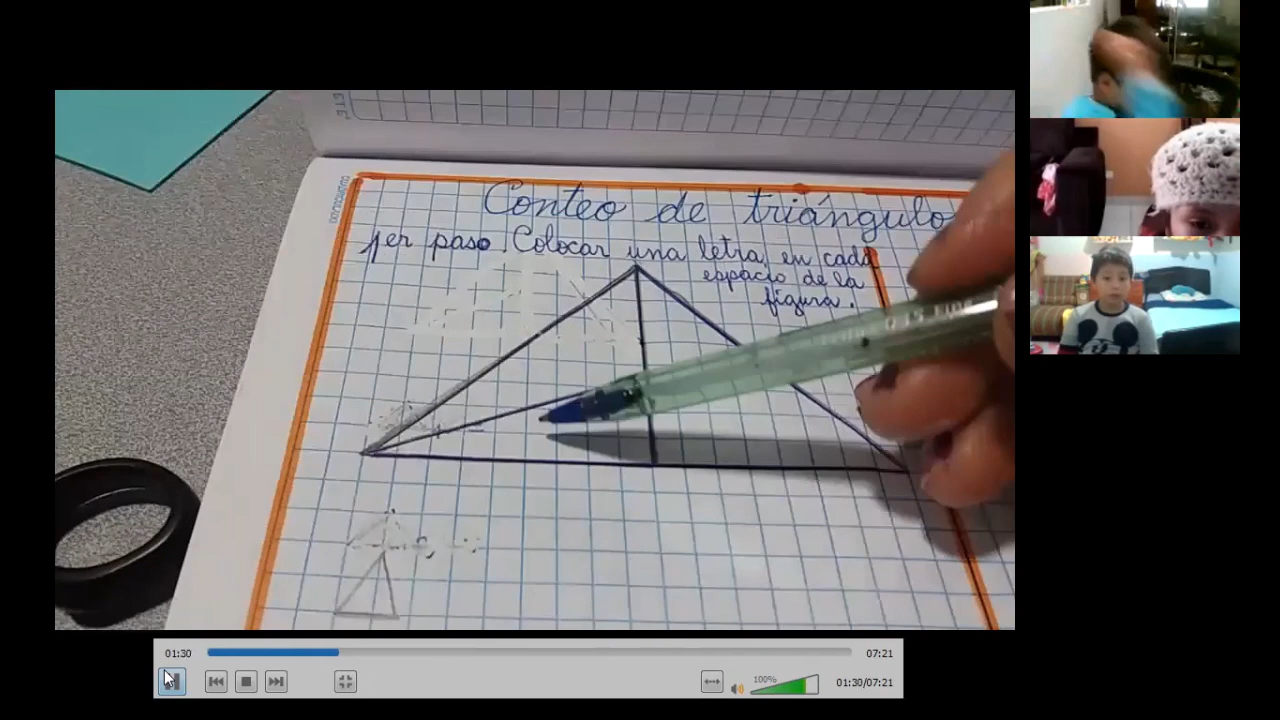 Conteo de triángulo
1er paso. Colocar una letra en cada
espacio de la
figura.
01:30
07:21
100%
01:30/07:21